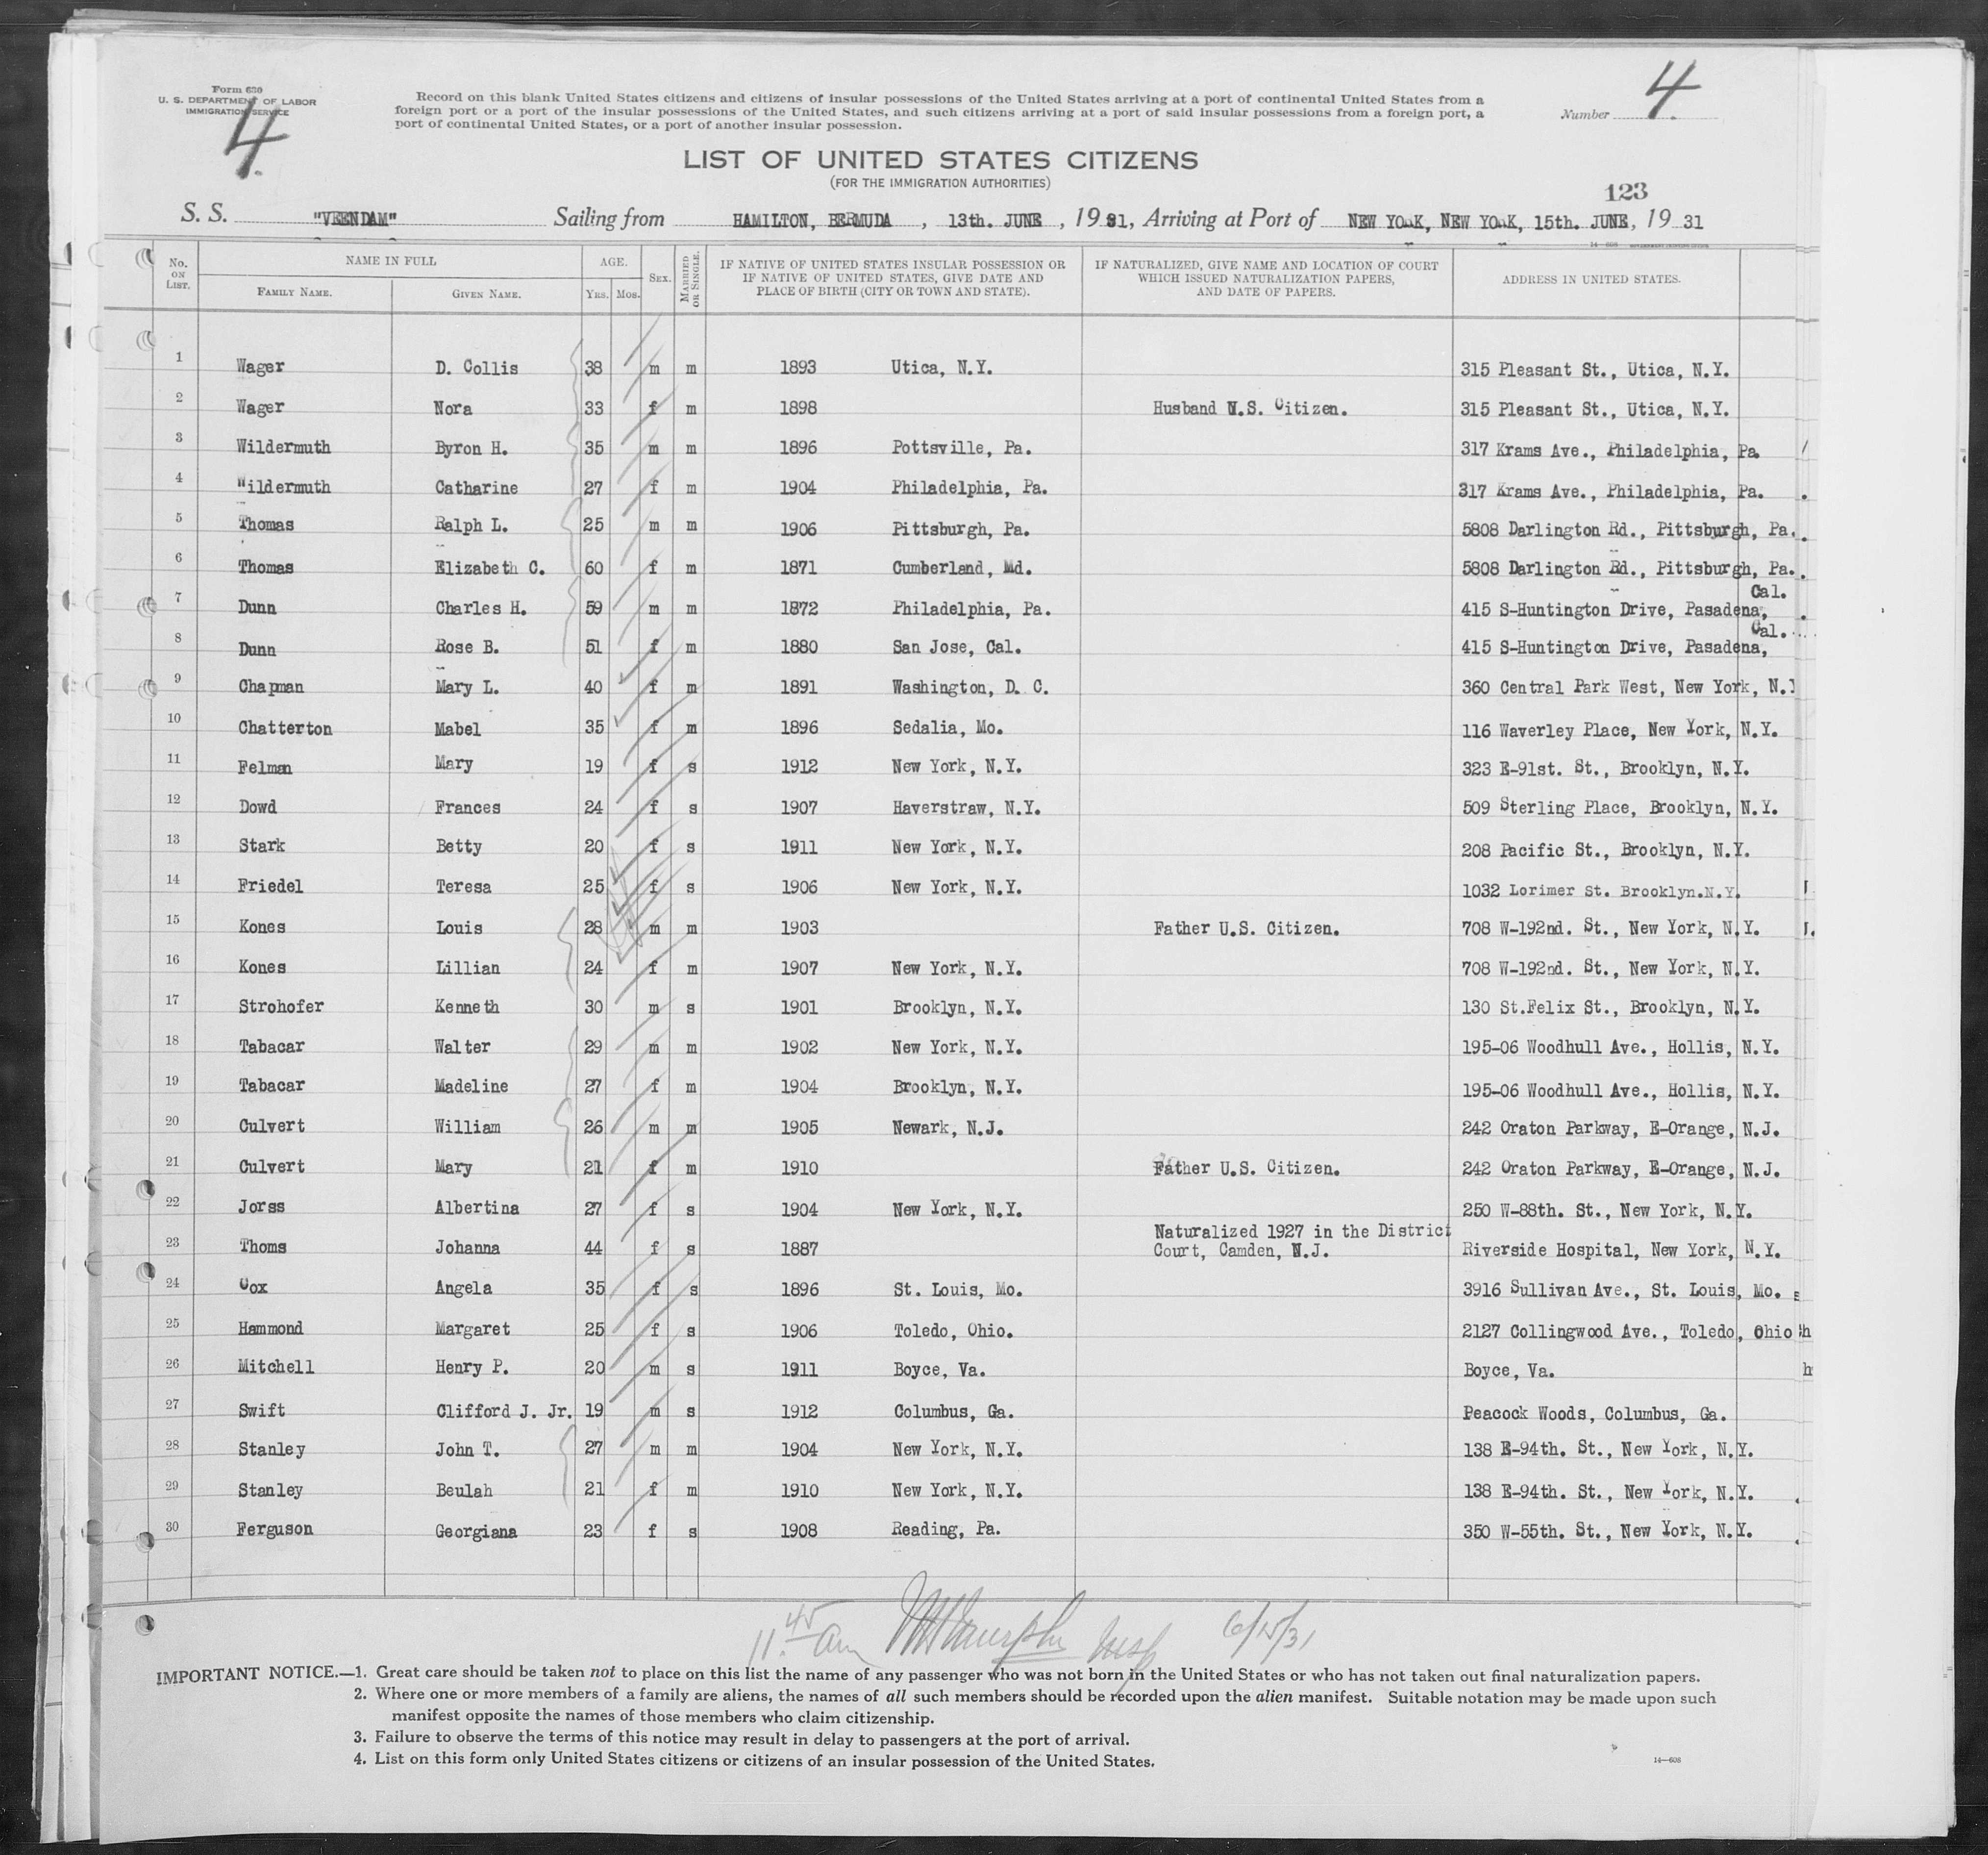 Form 630
U. S. DEPARTMENT OF LABOR
IMMIGRATION SERVICE
4.
Record on this blank United States citizens and citizens of insular possessions of the United States arriving at a port of continental United States from a
foreign port or a port of the insular possessions of the United States, and such citizens arriving at a port of said insular possessions from a foreign port, a
port of continental United States, or a port of another insular possession.
Number 4.
LIST OF UNITED STATES CITIZENS
(FOR THE IMMIGRATION AUTHORITIES)
123
S. S. "VEENDAM" Sailing from HAMILTON, BERMUDA, 13th. JUNE, 1931, Arriving at Port of NEW YORK, NEW YORK, 15th. JUNE, 19 31
No. ON LIST. NAME IN FULL FAMILY NAME. GIVEN NAME. AGE. YRS. MOS. SEX. MARRIED OR SINGLE. IF NATIVE OF UNITED STATES INSULAR POSSESSION OR IF NATIVE OF UNITED STATES, GIVE DATE AND PLACE OF BIRTH (CITY OR TOWN AND STATE). IF NATURALIZED, GIVE NAME AND LOCATION OF COURT WHICH ISSUED NATURALIZATION PAPERS, AND DATE OF PAPERS. ADDRESS IN UNITED STATES.
1 Wager D. Collis 38 m m 1893 Utica, N.Y. 315 Pleasant St., Utica, N.Y.
2 Wager Nora 33 f m 1898 Husband U.S. Citizen. 315 Pleasant St., Utica, N.Y.
3 Wildermuth Byron H. 35 m m 1896 Pottsville, Pa. 317 Krams Ave., Philadelphia, Pa.
4 Wildermuth Catharine 27 f m 1904 Philadelphia, Pa. 317 Krams Ave., Philadelphia, Pa.
5 Thomas Ralph L. 25 m m 1906 Pittsburgh, Pa. 5808 Darlington Rd., Pittsburgh, Pa.
6 Thomas Elizabeth C. 60 f m 1871 Cumberland, Md. 5808 Darlington Rd., Pittsburgh, Pa.
7 Dunn Charles H. 59 m m 1872 Philadelphia, Pa. 415 S-Huntington Drive, Pasadena, Cal.
8 Dunn Rose B. 51 f m 1880 San Jose, Cal. 415 S-Huntington Drive, Pasadena, Cal.
9 Chapman Mary L. 40 f m 1891 Washington, D. C. 360 Central Park West, New York, N.Y
10 Chatterton Mabel 35 f m 1896 Sedalia, Mo. 116 Waverley Place, New York, N.Y.
11 Felman Mary 19 f s 1912 New York, N.Y. 323 E-91st. St., Brooklyn, N.Y.
12 Dowd Frances 24 f s 1907 Haverstraw, N.Y. 509 Sterling Place, Brooklyn, N.Y.
13 Stark Betty 20 f s 1911 New York, N.Y. 208 Pacific St., Brooklyn, N.Y.
14 Friedel Teresa 25 f s 1906 New York, N.Y. 1032 Lorimer St. Brooklyn.N.Y.
15 Kones Louis 28 m m 1903 Father U.S. Citizen. 708 W-192nd. St., New York, N.Y.
16 Kones Lillian 24 f m 1907 New York, N.Y. 708 W-192nd. St., New York, N.Y.
17 Strohofer Kenneth 30 m s 1901 Brooklyn, N.Y. 130 St.Felix St., Brooklyn, N.Y.
18 Tabacar Walter 29 m m 1902 New York, N.Y. 195-06 Woodhull Ave., Hollis, N.Y.
19 Tabacar Madeline 27 f m 1904 Brooklyn, N.Y. 195-06 Woodhull Ave., Hollis, N.Y.
20 Culvert William 26 m m 1905 Newark, N.J. 242 Oraton Parkway, E-Orange, N.J.
21 Culvert Mary 21 f m 1910 Father U.S. Citizen. 242 Oraton Parkway, E-Orange, N.J.
22 Jorss Albertina 27 f s 1904 New York, N.Y. 250 W-88th. St., New York, N.Y.
23 Thoms Johanna 44 f s 1887 Naturalized 1927 in the District Court, Camden, N.J. Riverside Hospital, New York, N.Y.
24 Cox Angela 35 f s 1896 St. Louis, Mo. 3916 Sullivan Ave., St. Louis, Mo.
25 Hammond Margaret 25 f s 1906 Toledo, Ohio. 2127 Collingwood Ave., Toledo, Ohio
26 Mitchell Henry P. 20 m s 1911 Boyce, Va. Boyce, Va.
27 Swift Clifford J. Jr. 19 m s 1912 Columbus, Ga. Peacock Woods, Columbus, Ga.
28 Stanley John T. 27 m m 1904 New York, N.Y. 138 E-94th. St., New York, N.Y.
29 Stanley Beulah 21 f m 1910 New York, N.Y. 138 E-94th. St., New York, N.Y.
30 Ferguson Georgiana 23 f s 1908 Reading, Pa. 350 W-55th. St., New York, N.Y.
11.45 am Insp 6/15/31
IMPORTANT NOTICE.—1. Great care should be taken not to place on this list the name of any passenger who was not born in the United States or who has not taken out final naturalization papers.
2. Where one or more members of a family are aliens, the names of all such members should be recorded upon the alien manifest. Suitable notation may be made upon such
manifest opposite the names of those members who claim citizenship.
3. Failure to observe the terms of this notice may result in delay to passengers at the port of arrival.
4. List on this form only United States citizens or citizens of an insular possession of the United States.
14—608